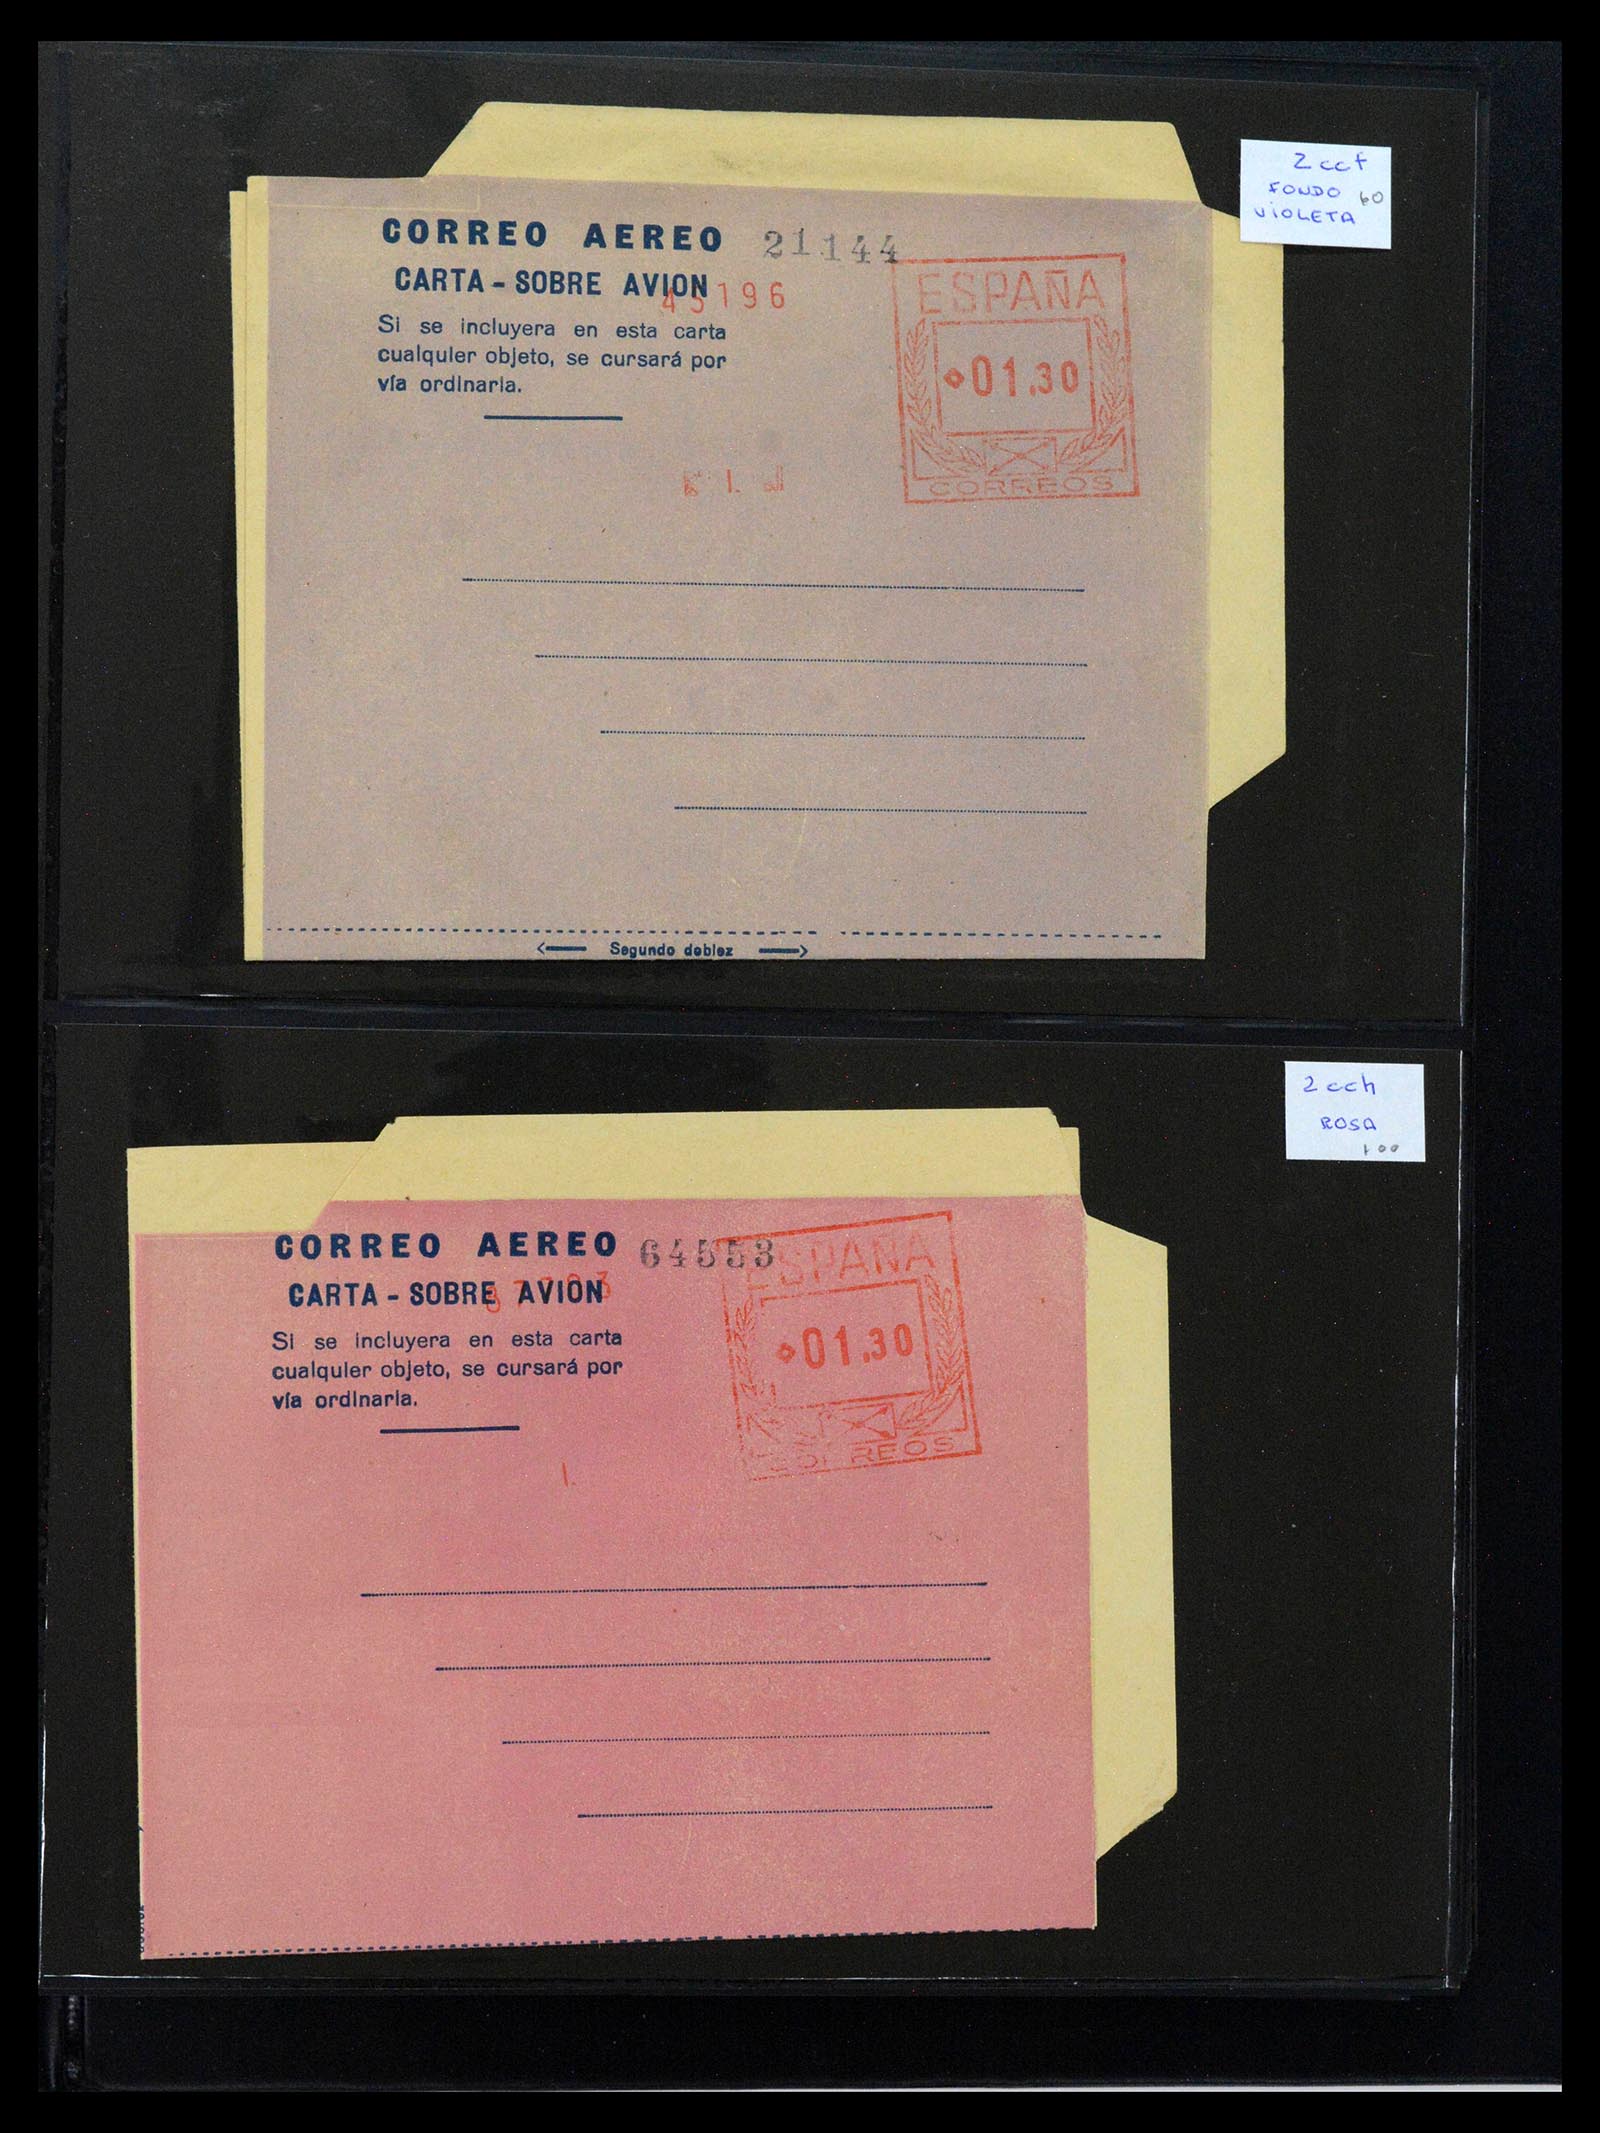 2 ccf
FONDO 60
VIOLETA
CORREO AEREO 21144
CARTA - SOBRE AVION
45196
Si se incluyera en esta carta
cualquier objeto, se cursará por
vía ordinaria.
ESPAÑA
01.30
CORREOS
Segundo doblez
2 cch
ROSA
100
CORREO AEREO 64553
CARTA - SOBRE AVION
Si se incluyera en esta carta
cualquier objeto, se cursará por
vía ordinaria.
ESPAÑA
01.30
CORREOS